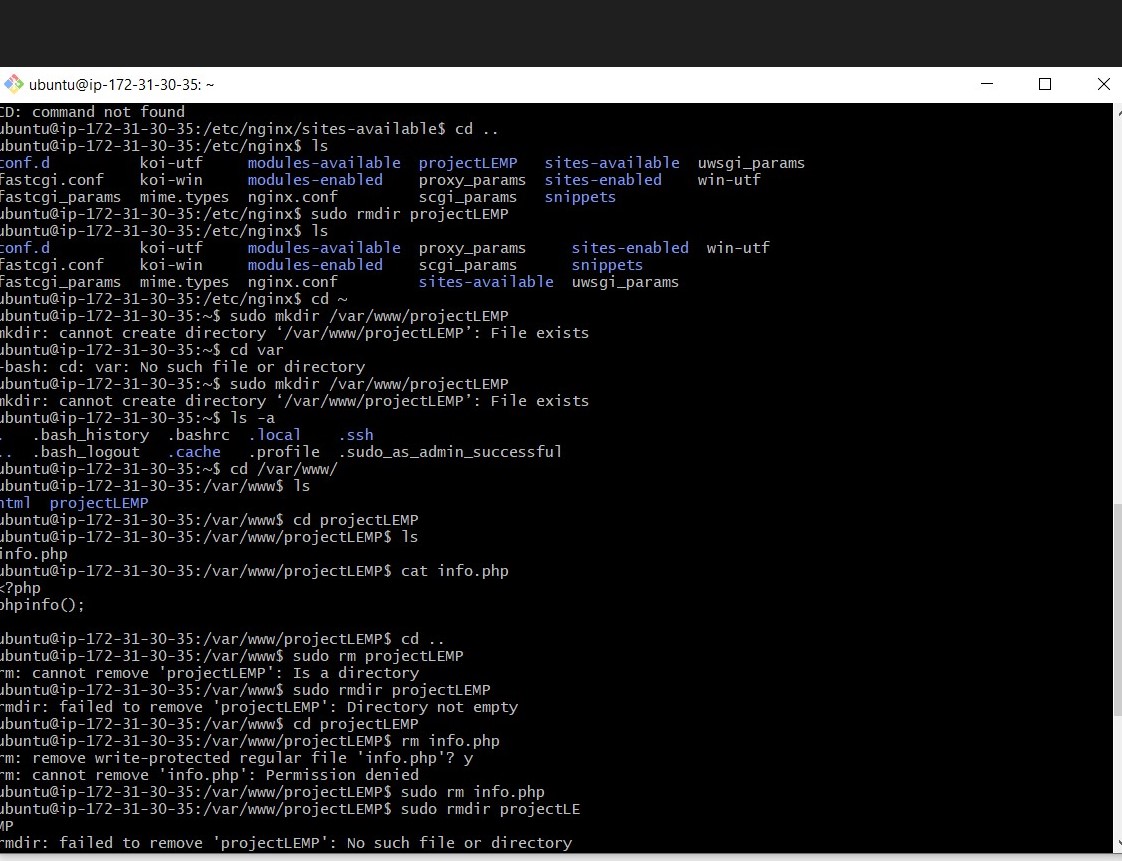 ubuntu@ip-172-31-30-35: ~
CD: command not found
ubuntu@ip-172-31-30-35:/etc/nginx/sites-available$ cd ..
ubuntu@ip-172-31-30-35:/etc/nginx$ ls
conf.d koi-utf modules-available projectLEMP sites-available uwsgi_params
fastcgi.conf koi-win modules-enabled proxy_params sites-enabled win-utf
fastcgi_params mime.types nginx.conf scgi_params snippets
ubuntu@ip-172-31-30-35:/etc/nginx$ sudo rmdir projectLEMP
ubuntu@ip-172-31-30-35:/etc/nginx$ ls
conf.d koi-utf modules-available proxy_params sites-enabled win-utf
fastcgi.conf koi-win modules-enabled scgi_params snippets
fastcgi_params mime.types nginx.conf sites-available uwsgi_params
ubuntu@ip-172-31-30-35:/etc/nginx$ cd ~
ubuntu@ip-172-31-30-35:~$ sudo mkdir /var/www/projectLEMP
mkdir: cannot create directory ‘/var/www/projectLEMP’: File exists
ubuntu@ip-172-31-30-35:~$ cd var
-bash: cd: var: No such file or directory
ubuntu@ip-172-31-30-35:~$ sudo mkdir /var/www/projectLEMP
mkdir: cannot create directory ‘/var/www/projectLEMP’: File exists
ubuntu@ip-172-31-30-35:~$ ls -a
. .bash_history .bashrc .local .ssh
.. .bash_logout .cache .profile .sudo_as_admin_successful
ubuntu@ip-172-31-30-35:~$ cd /var/www/
ubuntu@ip-172-31-30-35:/var/www$ ls
html projectLEMP
ubuntu@ip-172-31-30-35:/var/www$ cd projectLEMP
ubuntu@ip-172-31-30-35:/var/www/projectLEMP$ ls
info.php
ubuntu@ip-172-31-30-35:/var/www/projectLEMP$ cat info.php
<?php
phpinfo();
ubuntu@ip-172-31-30-35:/var/www/projectLEMP$ cd ..
ubuntu@ip-172-31-30-35:/var/www$ sudo rm projectLEMP
rm: cannot remove 'projectLEMP': Is a directory
ubuntu@ip-172-31-30-35:/var/www$ sudo rmdir projectLEMP
rmdir: failed to remove 'projectLEMP': Directory not empty
ubuntu@ip-172-31-30-35:/var/www$ cd projectLEMP
ubuntu@ip-172-31-30-35:/var/www/projectLEMP$ rm info.php
rm: remove write-protected regular file 'info.php'? y
rm: cannot remove 'info.php': Permission denied
ubuntu@ip-172-31-30-35:/var/www/projectLEMP$ sudo rm info.php
ubuntu@ip-172-31-30-35:/var/www/projectLEMP$ sudo rmdir projectLE
MP
rmdir: failed to remove 'projectLEMP': No such file or directory